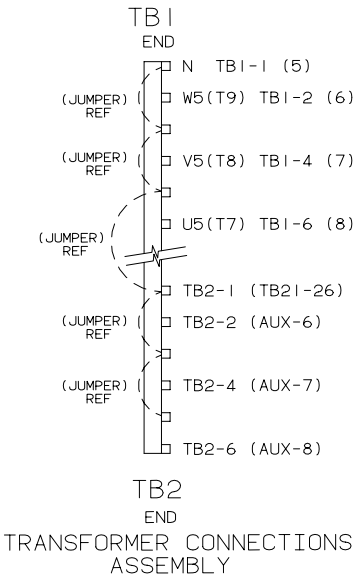 TB1
END
N TB1-1 (5)
(JUMPER) W5(T9) TB1-2 (6)
REF
(JUMPER) V5(T8) TB1-4 (7)
REF
U5(T7) TB1-6 (8)
(JUMPER)
REF
TB2-1 (TB21-26)
(JUMPER) TB2-2 (AUX-6)
REF
(JUMPER) TB2-4 (AUX-7)
REF
TB2-6 (AUX-8)
TB2
END
TRANSFORMER CONNECTIONS
ASSEMBLY